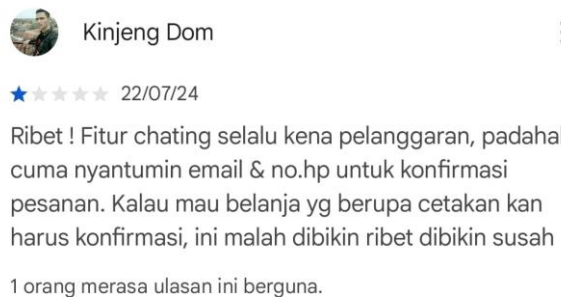 Kinjeng Dom
22/07/24
Ribet ! Fitur chating selalu kena pelanggaran, padahal
cuma nyantumin email & no.hp untuk konfirmasi
pesanan. Kalau mau belanja yg berupa cetakan kan
harus konfirmasi, ini malah dibikin ribet dibikin susah
1 orang merasa ulasan ini berguna.